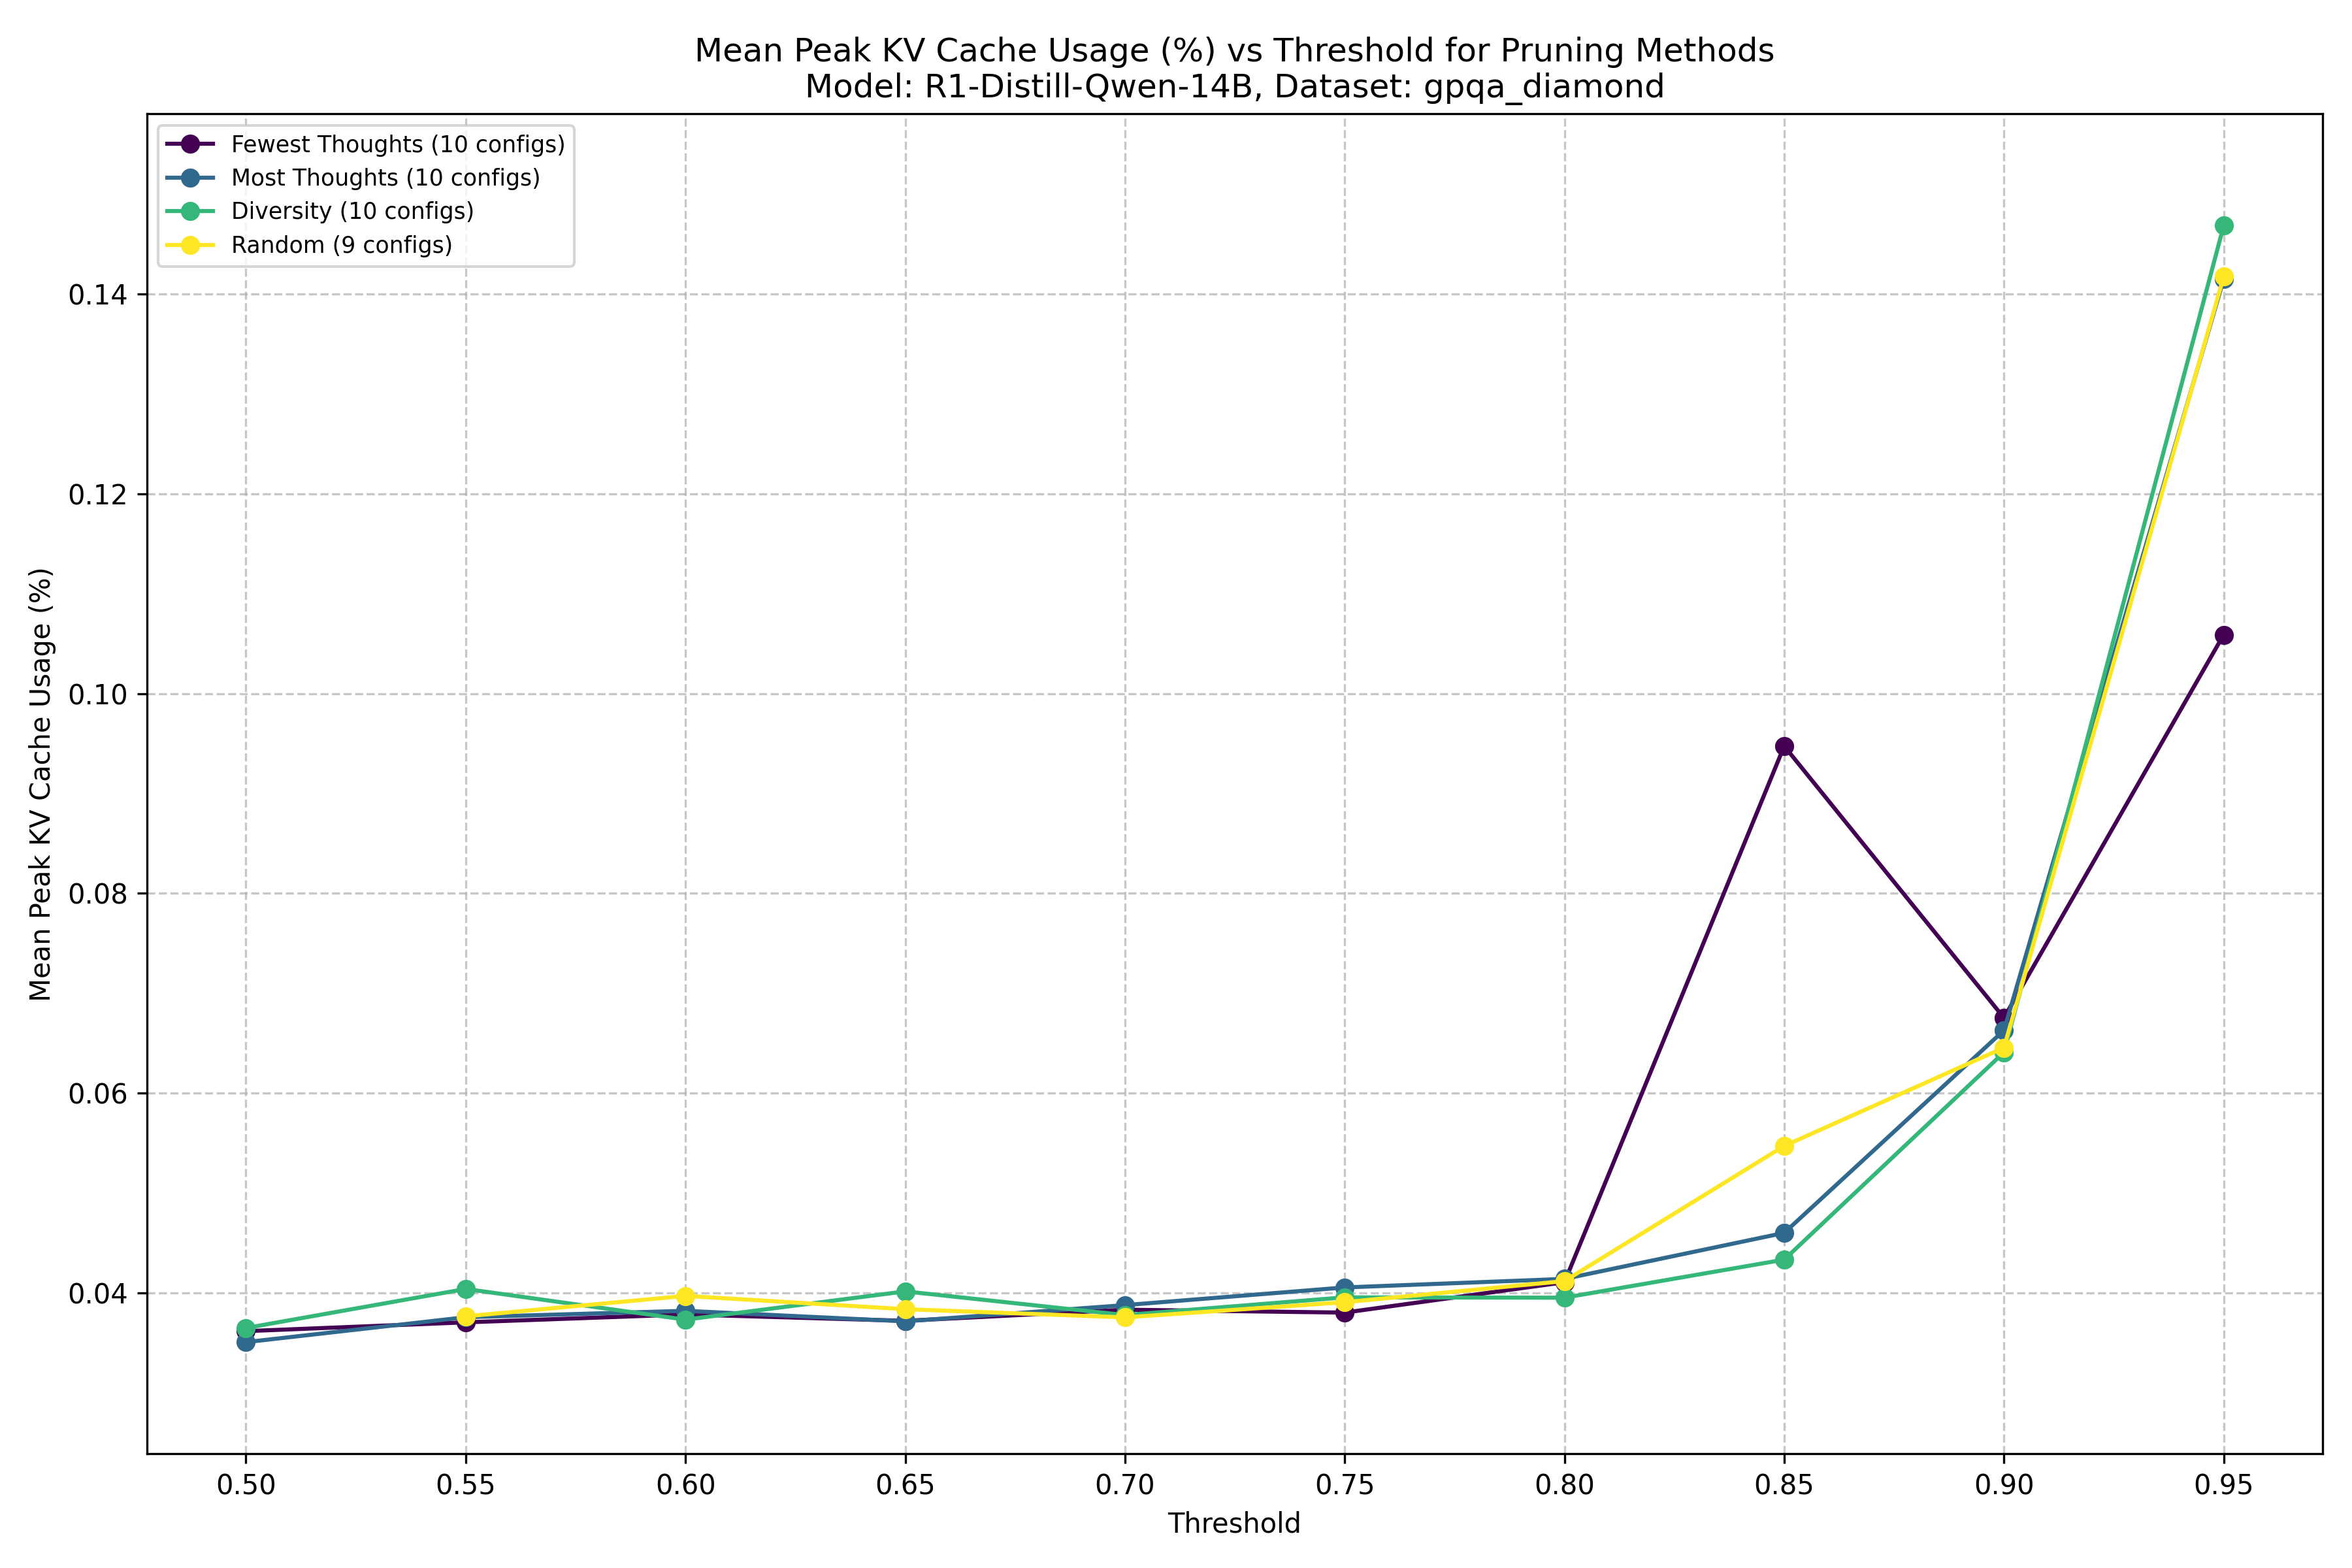 Mean Peak KV Cache Usage (%) vs Threshold for Pruning Methods
Model: R1-Distill-Qwen-14B, Dataset: gpqa_diamond
Fewest Thoughts (10 configs)
Most Thoughts (10 configs)
Diversity (10 configs)
Random (9 configs)
Mean Peak KV Cache Usage (%)
0.14
0.12
0.10
0.08
0.06
0.04
0.50 0.55 0.60 0.65 0.70 0.75 0.80 0.85 0.90 0.95
Threshold